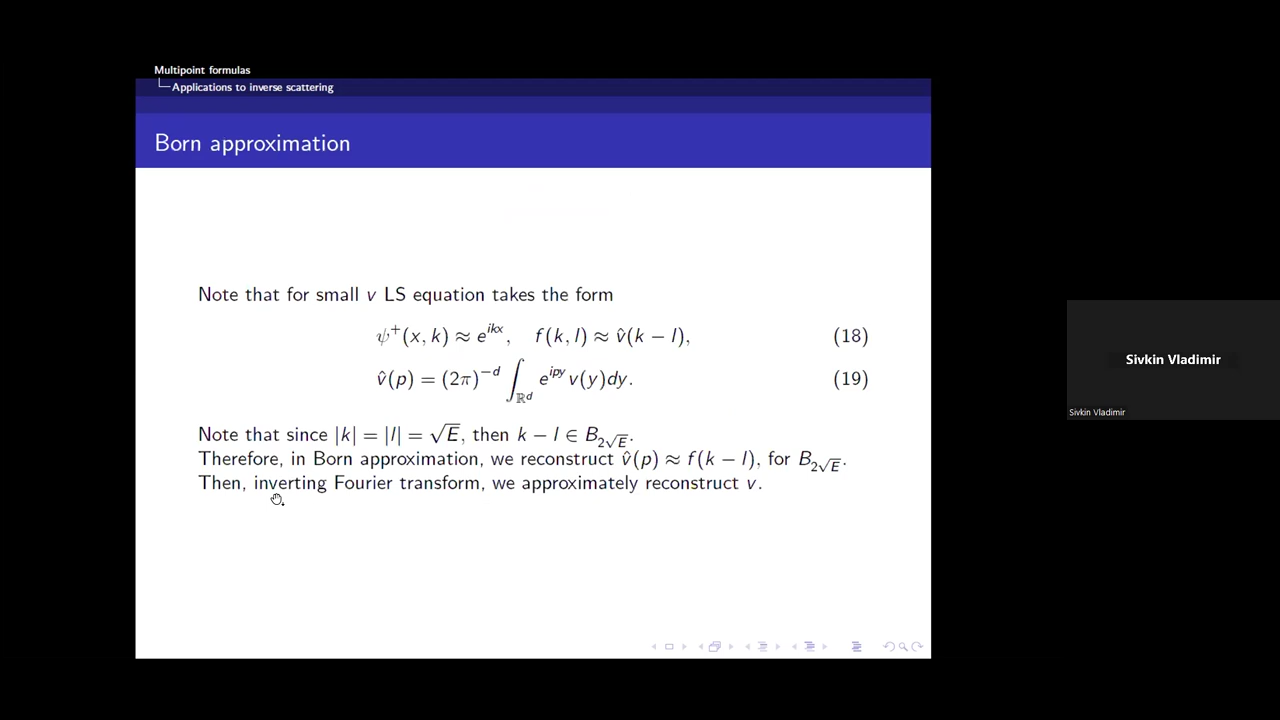 Multipoint formulas
Applications to inverse scattering
Born approximation
Note that for small v LS equation takes the form
ψ⁺(x, k) ≈ e^{ikx}, f(k, l) ≈ v̂(k − l), (18)
v̂(p) = (2π)^{−d} ∫_{ℝ^d} e^{ipy} v(y)dy. (19)
Note that since |k| = |l| = √E, then k − l ∈ B_{2√E}.
Therefore, in Born approximation, we reconstruct v̂(p) ≈ f(k − l), for B_{2√E}.
Then, inverting Fourier transform, we approximately reconstruct v.
Sivkin Vladimir
Sivkin Vladimir